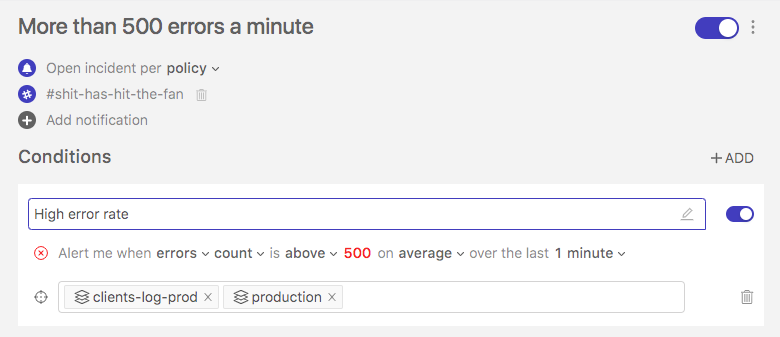 More than 500 errors a minute
Open incident per policy
#shit-has-hit-the-fan
Add notification
Conditions
+ ADD
High error rate
Alert me when errors count is above 500 on average over the last 1 minute
clients-log-prod × production ×